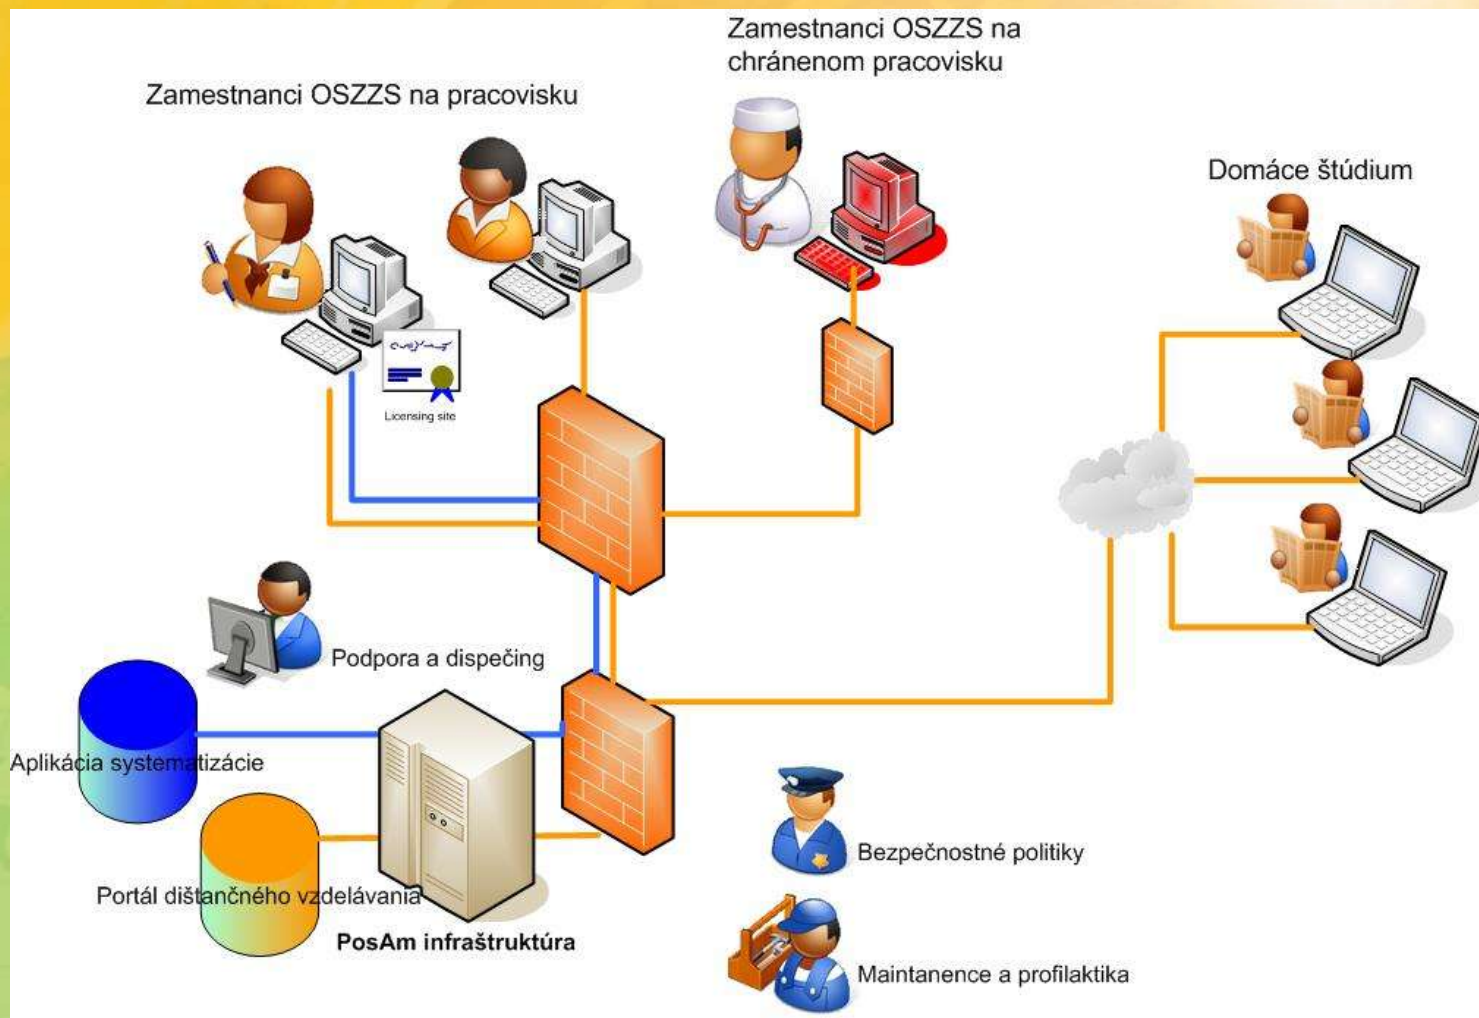 Zamestnanci OSZZS na
chránenom pracovisku
Zamestnanci OSZZS na pracovisku
Domáce štúdium
Licensing site
Podpora a dispečing
Aplikácia systematizácie
Bezpečnostné politiky
Portál dištančného vzdelávania
PosAm infraštruktúra
Maintanence a profilaktika